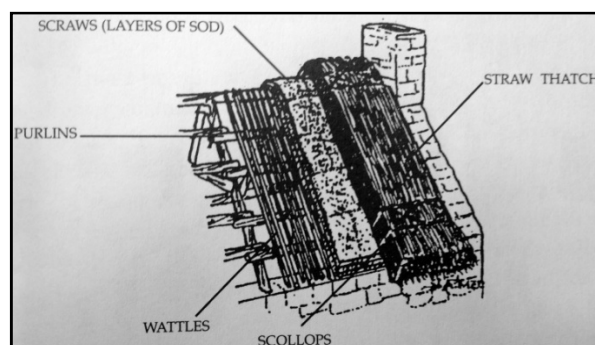 SCRAWS (LAYERS OF SOD)
STRAW THATCH
PURLINS
WATTLES
SCOLLOPS